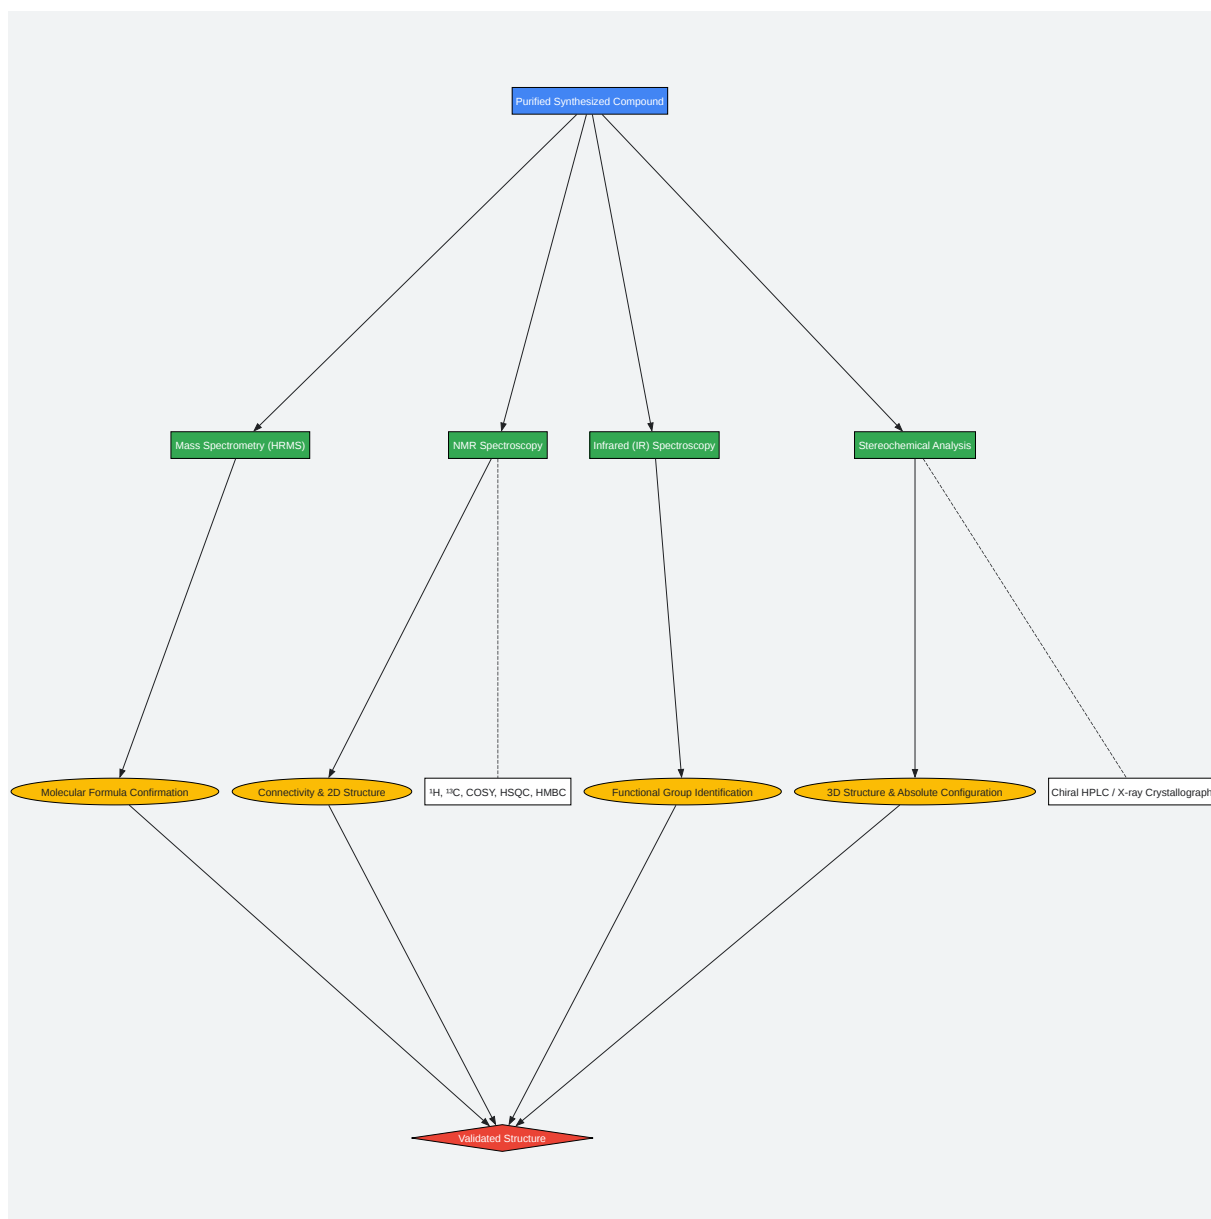 Purified Synthesized Compound
Mass Spectrometry (HRMS)
NMR Spectroscopy
Infrared (IR) Spectroscopy
Stereochemical Analysis
Molecular Formula Confirmation
Connectivity & 2D Structure
¹H, ¹³C, COSY, HSQC, HMBC
Functional Group Identification
3D Structure & Absolute Configuration
Chiral HPLC / X-ray Crystallograph
Validated Structure